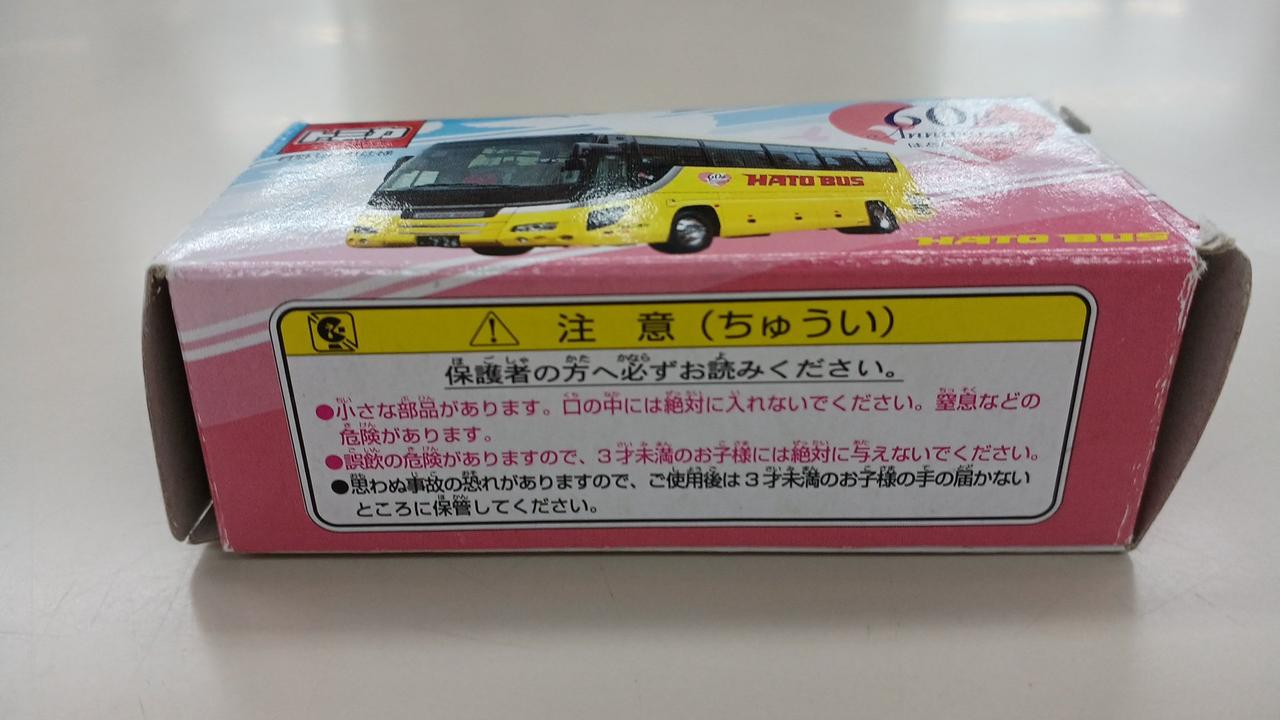 トミカ
60th
Anniversary
HATO BUS
HATO BUS
注 意（ちゅうい）
保護者の方へ必ずお読みください。
●小さな部品があります。口の中には絶対に入れないでください。窒息などの
危険があります。
●誤飲の危険がありますので、３才未満のお子様には絶対に与えないでください。
●思わぬ事故の恐れがありますので、ご使用後は３才未満のお子様の手の届かない
ところに保管してください。